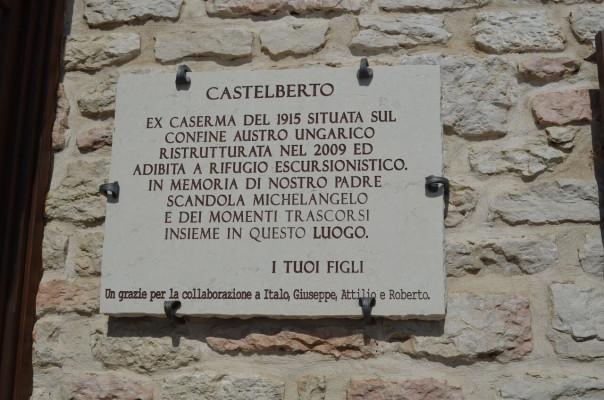 CASTELBERTO
EX CASERMA DEL 1915 SITUATA SUL
CONFINE AUSTRO UNGARICO
RISTRUTTURATA NEL 2009 ED
ADIBITA A RIFUGIO ESCURSIONISTICO.
IN MEMORIA DI NOSTRO PADRE
SCANDOLA MICHELANGELO
E DEI MOMENTI TRASCORSI
INSIEME IN QUESTO LUOGO.
I TUOI FIGLI
Un grazie per la collaborazione a Italo, Giuseppe, Attilio e Roberto.